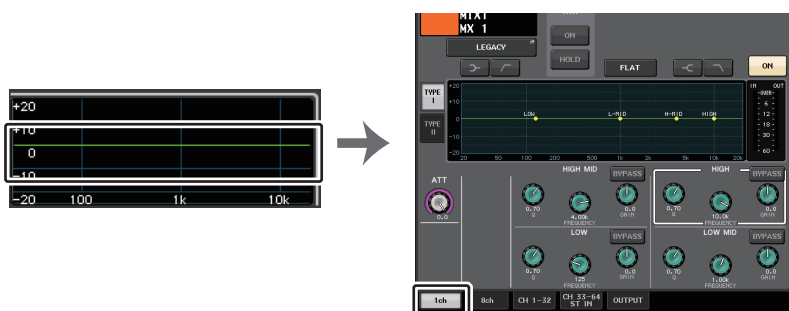 +20
+10
0
-10
-20 100 1k 10k
MIX1
MX 1
LEGACY
ON
HOLD
FLAT
ON
TYPE I
TYPE II
+20
+10
0
-10
-20
20 50 100 200 500 1k 2k 5k 10k 20k
LOW L-MID H-MID HIGH
IN OUT
-OVER-
- 6 -
- 12 -
- 18 -
- 30 -
- 60 -
ATT
0.0
HIGH MID
BYPASS
0.70
Q
4.00k
FREQUENCY
0.0
GAIN
HIGH
BYPASS
0.70
Q
10.0k
FREQUENCY
0.0
GAIN
LOW
BYPASS
0.70
Q
125
FREQUENCY
0.0
GAIN
LOW MID
BYPASS
0.70
Q
1.00k
FREQUENCY
0.0
GAIN
1ch
8ch
CH 1-32
CH 33-64
ST IN
OUTPUT